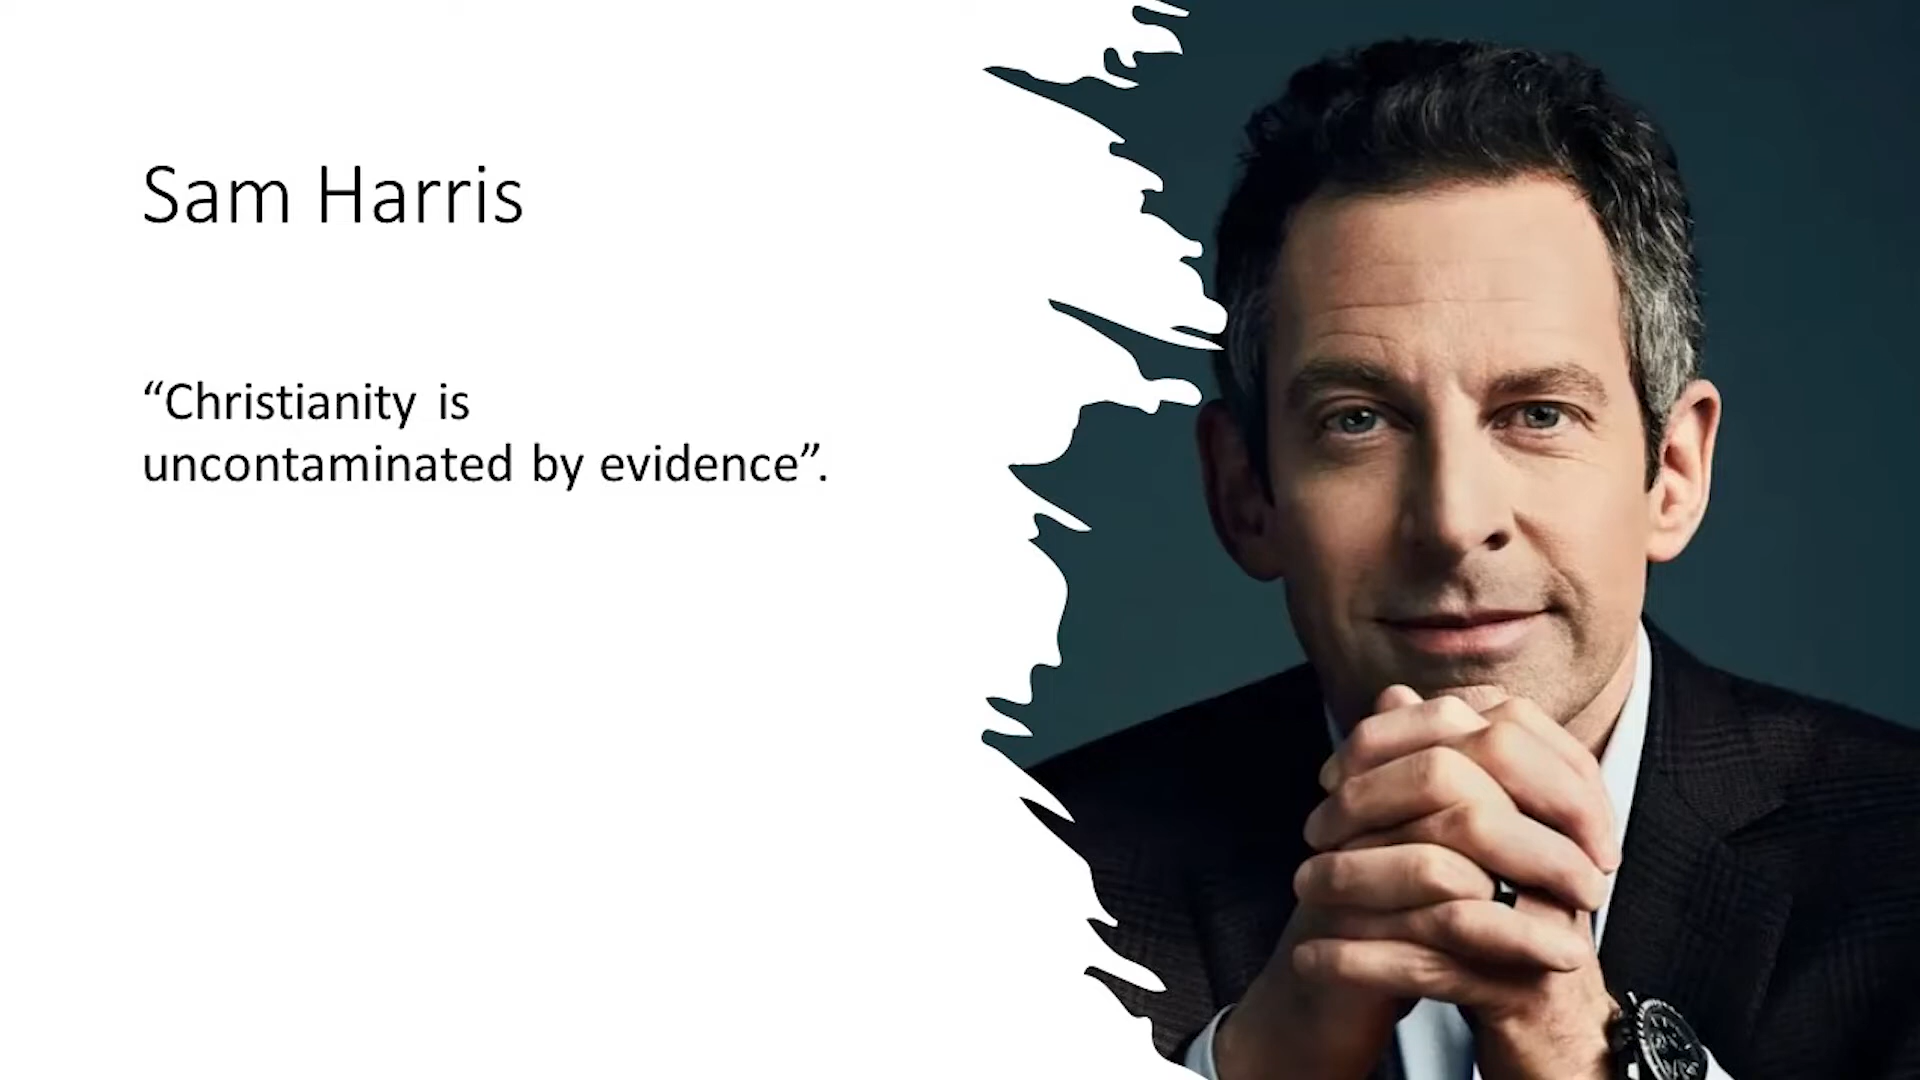 Sam Harris
“Christianity is
uncontaminated by evidence”.